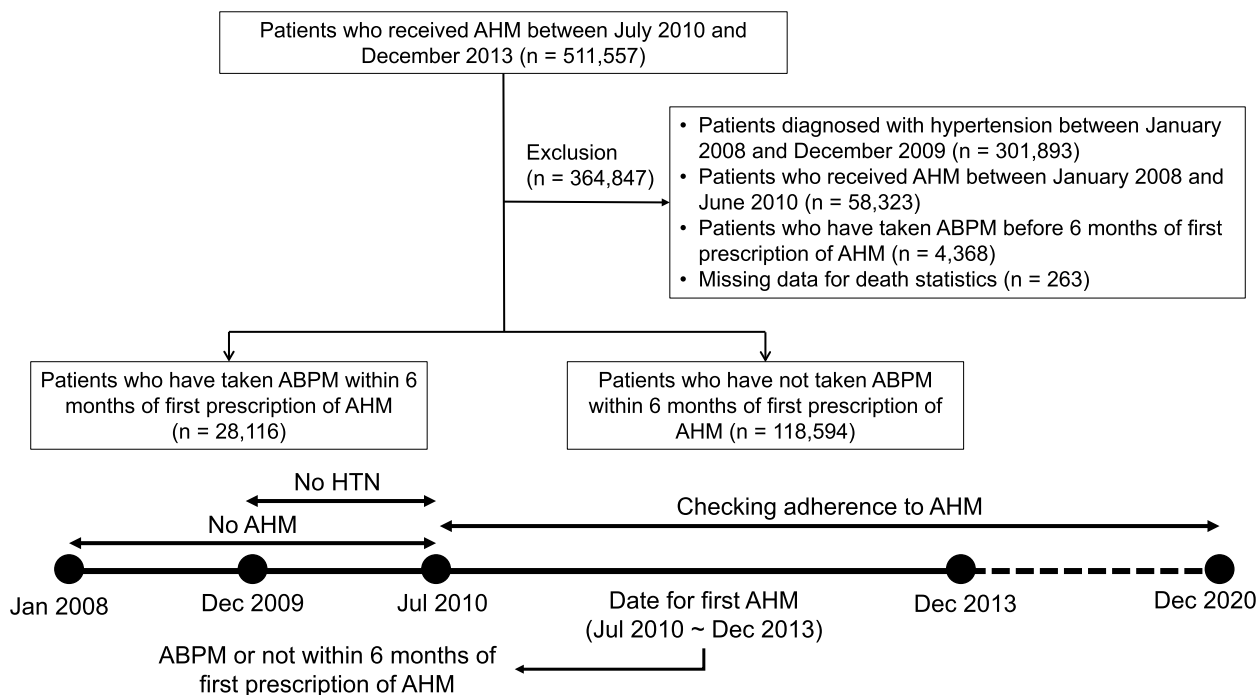 Patients who received AHM between July 2010 and
December 2013 (n = 511,557)
Exclusion
(n = 364,847)
• Patients diagnosed with hypertension between January
2008 and December 2009 (n = 301,893)
• Patients who received AHM between January 2008 and
June 2010 (n = 58,323)
• Patients who have taken ABPM before 6 months of first
prescription of AHM (n = 4,368)
• Missing data for death statistics (n = 263)
Patients who have taken ABPM within 6
months of first prescription of AHM
(n = 28,116)
Patients who have not taken ABPM
within 6 months of first prescription of
AHM (n = 118,594)
No HTN
No AHM
Checking adherence to AHM
Jan 2008
Dec 2009
Jul 2010
Date for first AHM
(Jul 2010 ~ Dec 2013)
Dec 2013
Dec 2020
ABPM or not within 6 months of
first prescription of AHM